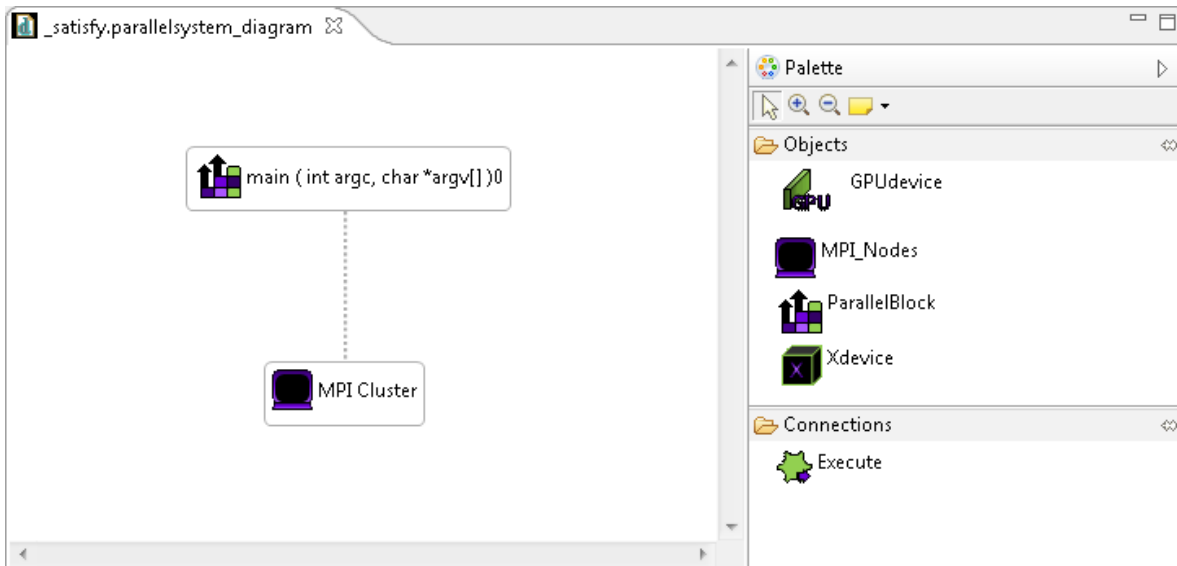 _satisfy.parallelsystem_diagram
Palette
Objects
main ( int argc, char *argv[] )0
GPUdevice
GPU
MPI_Nodes
ParallelBlock
Xdevice
X
MPI Cluster
Connections
Execute